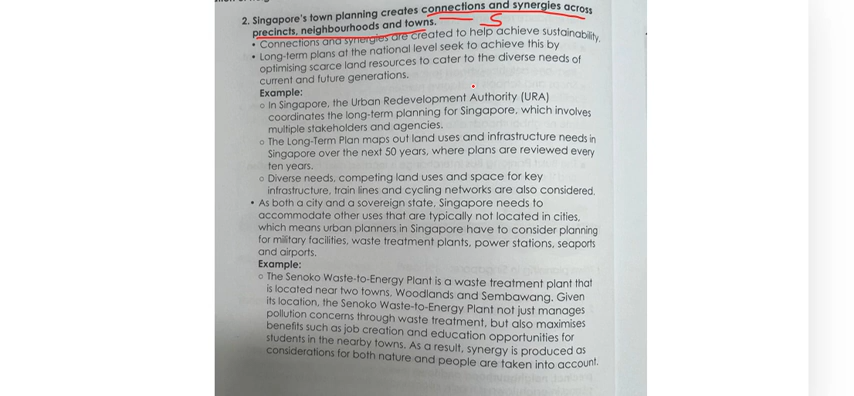 2. Singapore's town planning creates connections and synergies across
precincts, neighbourhoods and towns.
S
• Connections and synergies are created to help achieve sustainability.
• Long-term plans at the national level seek to achieve this by
optimising scarce land resources to cater to the diverse needs of
current and future generations.
Example:
o In Singapore, the Urban Redevelopment Authority (URA)
coordinates the long-term planning for Singapore, which involves
multiple stakeholders and agencies.
o The Long-Term Plan maps out land uses and infrastructure needs in
Singapore over the next 50 years, where plans are reviewed every
ten years.
o Diverse needs, competing land uses and space for key
infrastructure, train lines and cycling networks are also considered.
• As both a city and a sovereign state, Singapore needs to
accommodate other uses that are typically not located in cities,
which means urban planners in Singapore have to consider planning
for military facilities, waste treatment plants, power stations, seaports
and airports.
Example:
o The Senoko Waste-to-Energy Plant is a waste treatment plant that
is located near two towns, Woodlands and Sembawang. Given
its location, the Senoko Waste-to-Energy Plant not just manages
pollution concerns through waste treatment, but also maximises
benefits such as job creation and education opportunities for
students in the nearby towns. As a result, synergy is produced as
considerations for both nature and people are taken into account.